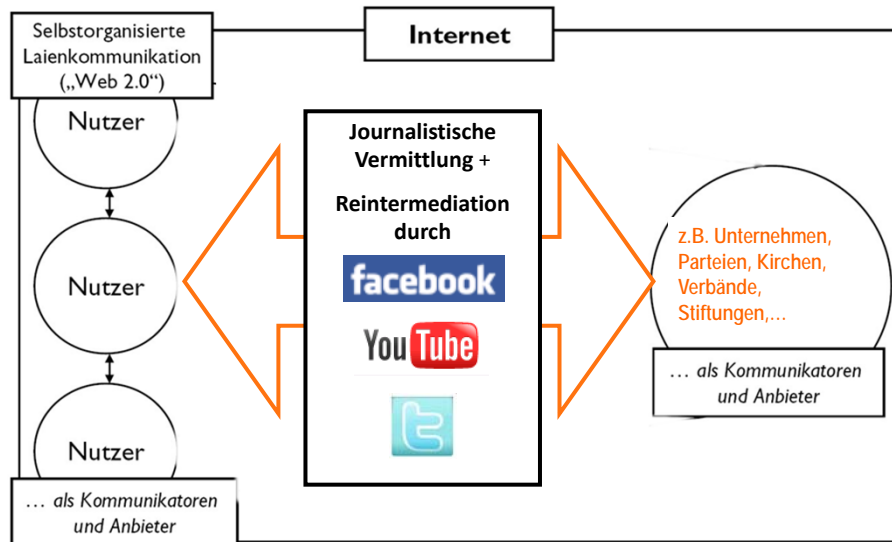 Selbstorganisierte
Laienkommunikation
(„Web 2.0“)
Internet
Nutzer
Nutzer
Nutzer
… als Kommunikatoren
und Anbieter
Journalistische
Vermittlung +
Reintermediation
durch
facebook
YouTube
t
z.B. Unternehmen,
Parteien, Kirchen,
Verbände,
Stiftungen,…
… als Kommunikatoren
und Anbieter